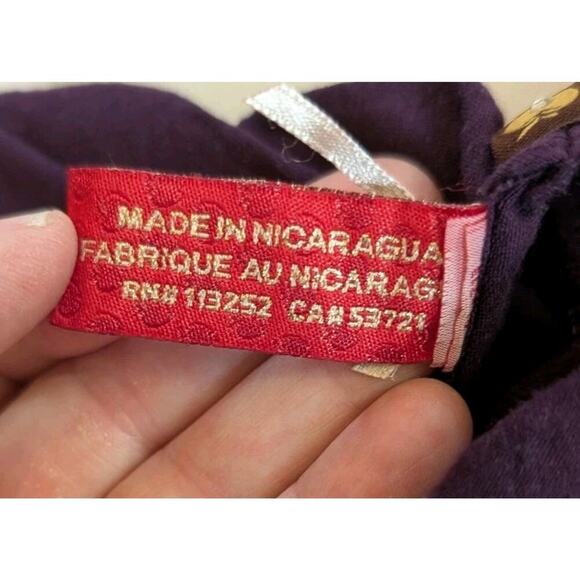 MADE IN NICARAGUA
FABRIQUE AU NICARAG
RN# 113252 CA# 53721